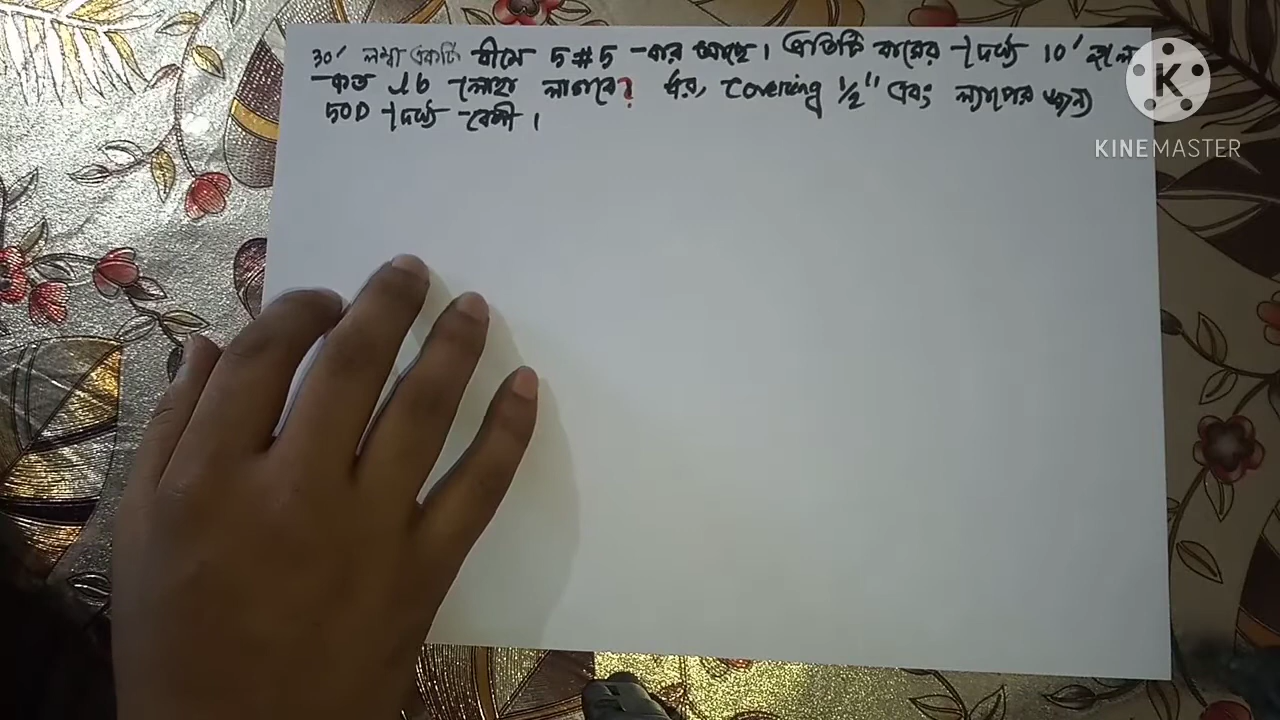 30' লম্বা একটি বীমে 5#5 বার আছে। প্রতিটি বারের দৈর্ঘ্য 10' হলে
কত lb লোহা লাগবে? ধর, Covering 1/2" এবং ল্যাপের জন্য
50D দৈর্ঘ্য বেশী।
KINEMASTER